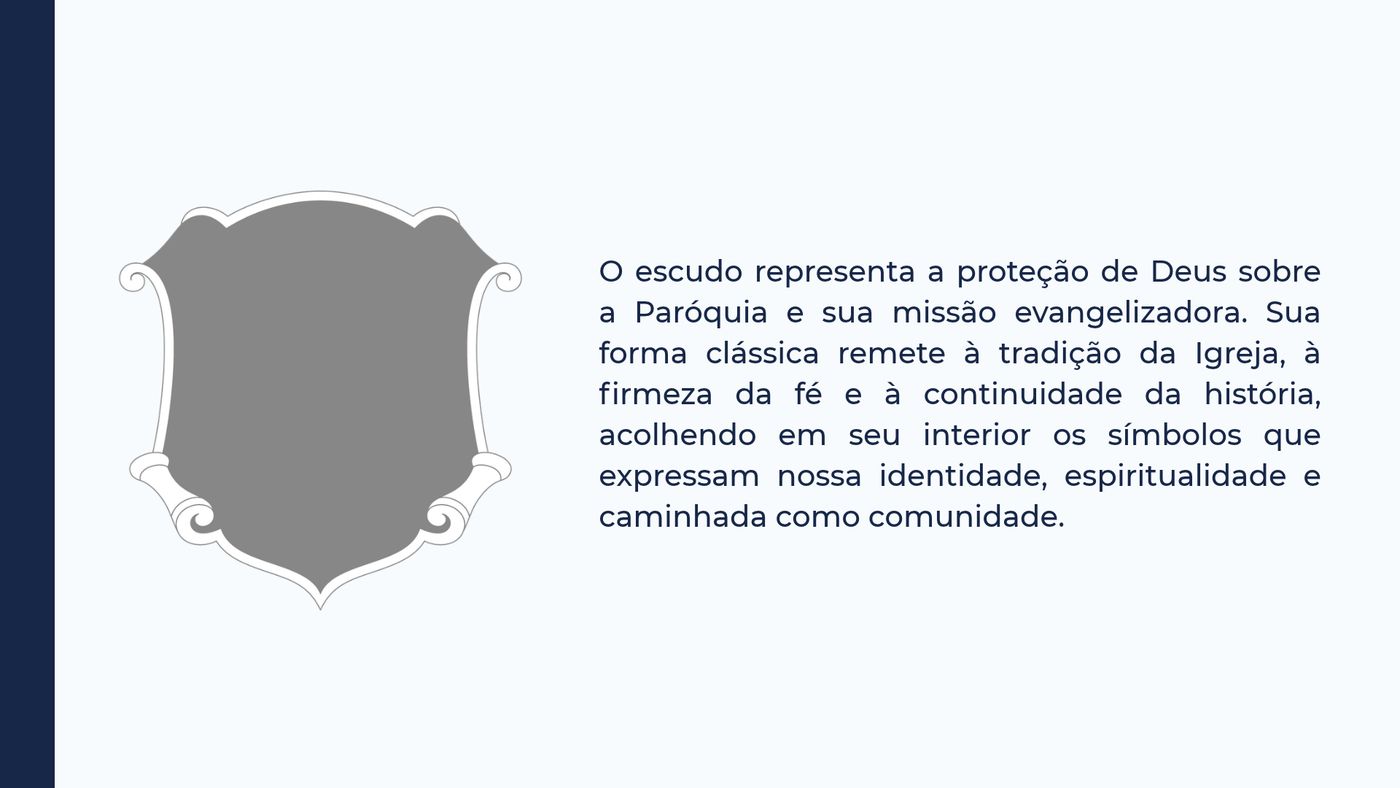 O escudo representa a proteção de Deus sobre
a Paróquia e sua missão evangelizadora. Sua
forma clássica remete à tradição da Igreja, à
firmeza da fé e à continuidade da história,
acolhendo em seu interior os símbolos que
expressam nossa identidade, espiritualidade e
caminhada como comunidade.